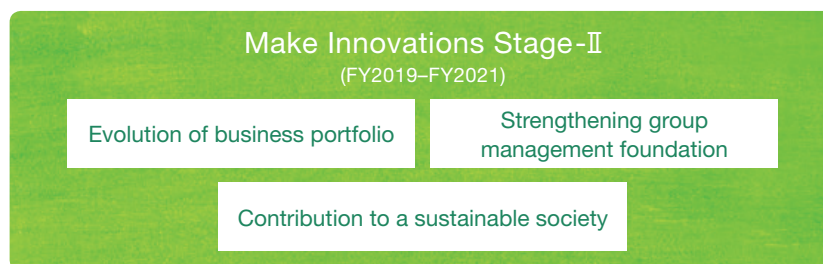 Make Innovations Stage-Ⅱ
(FY2019–FY2021)
Evolution of business portfolio
Strengthening group
management foundation
Contribution to a sustainable society